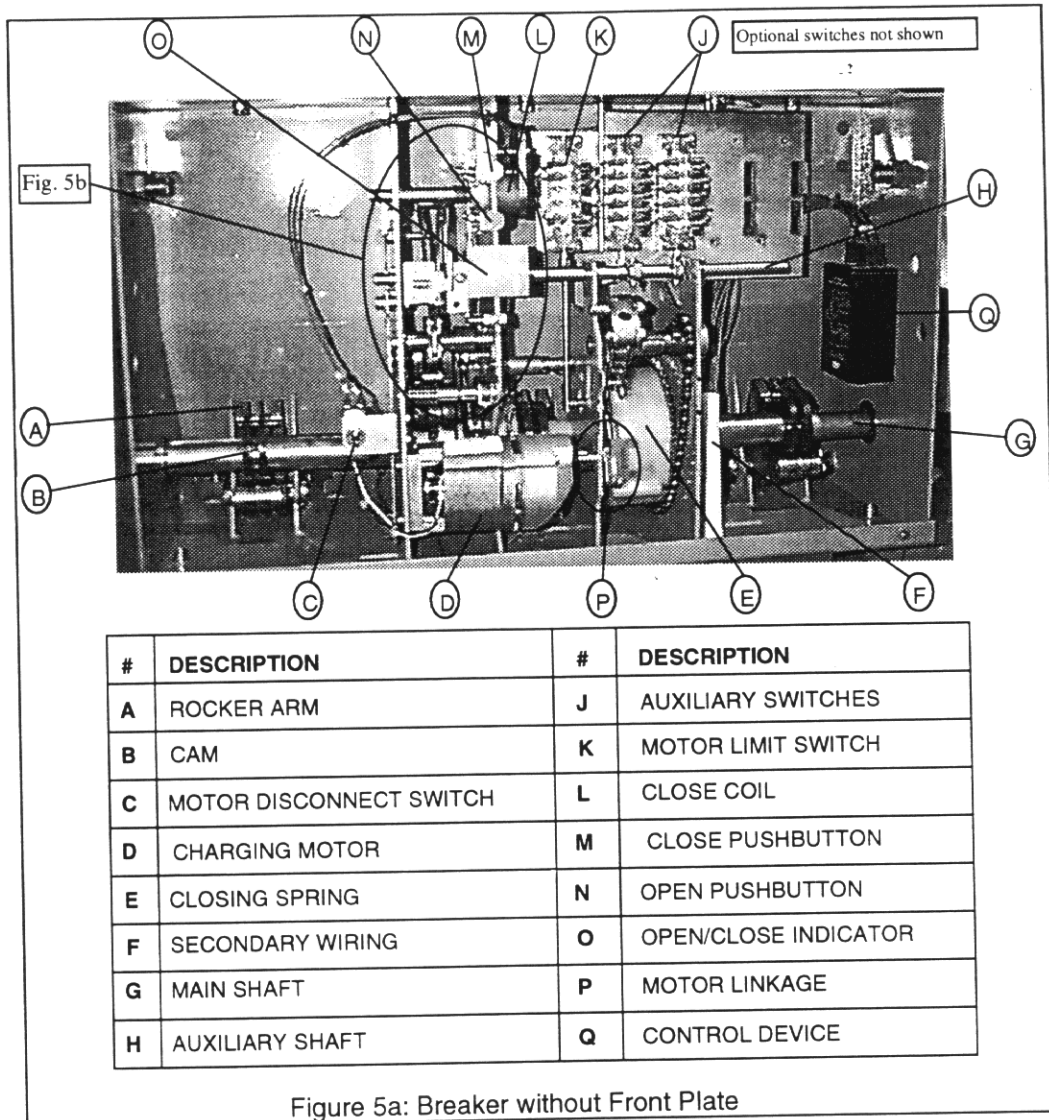 O N M L K J Optional switches not shown
Fig. 5b
H
Q
A
G
B
C D P E F
# DESCRIPTION # DESCRIPTION
A ROCKER ARM J AUXILIARY SWITCHES
B CAM K MOTOR LIMIT SWITCH
C MOTOR DISCONNECT SWITCH L CLOSE COIL
D CHARGING MOTOR M CLOSE PUSHBUTTON
E CLOSING SPRING N OPEN PUSHBUTTON
F SECONDARY WIRING O OPEN/CLOSE INDICATOR
G MAIN SHAFT P MOTOR LINKAGE
H AUXILIARY SHAFT Q CONTROL DEVICE
Figure 5a: Breaker without Front Plate